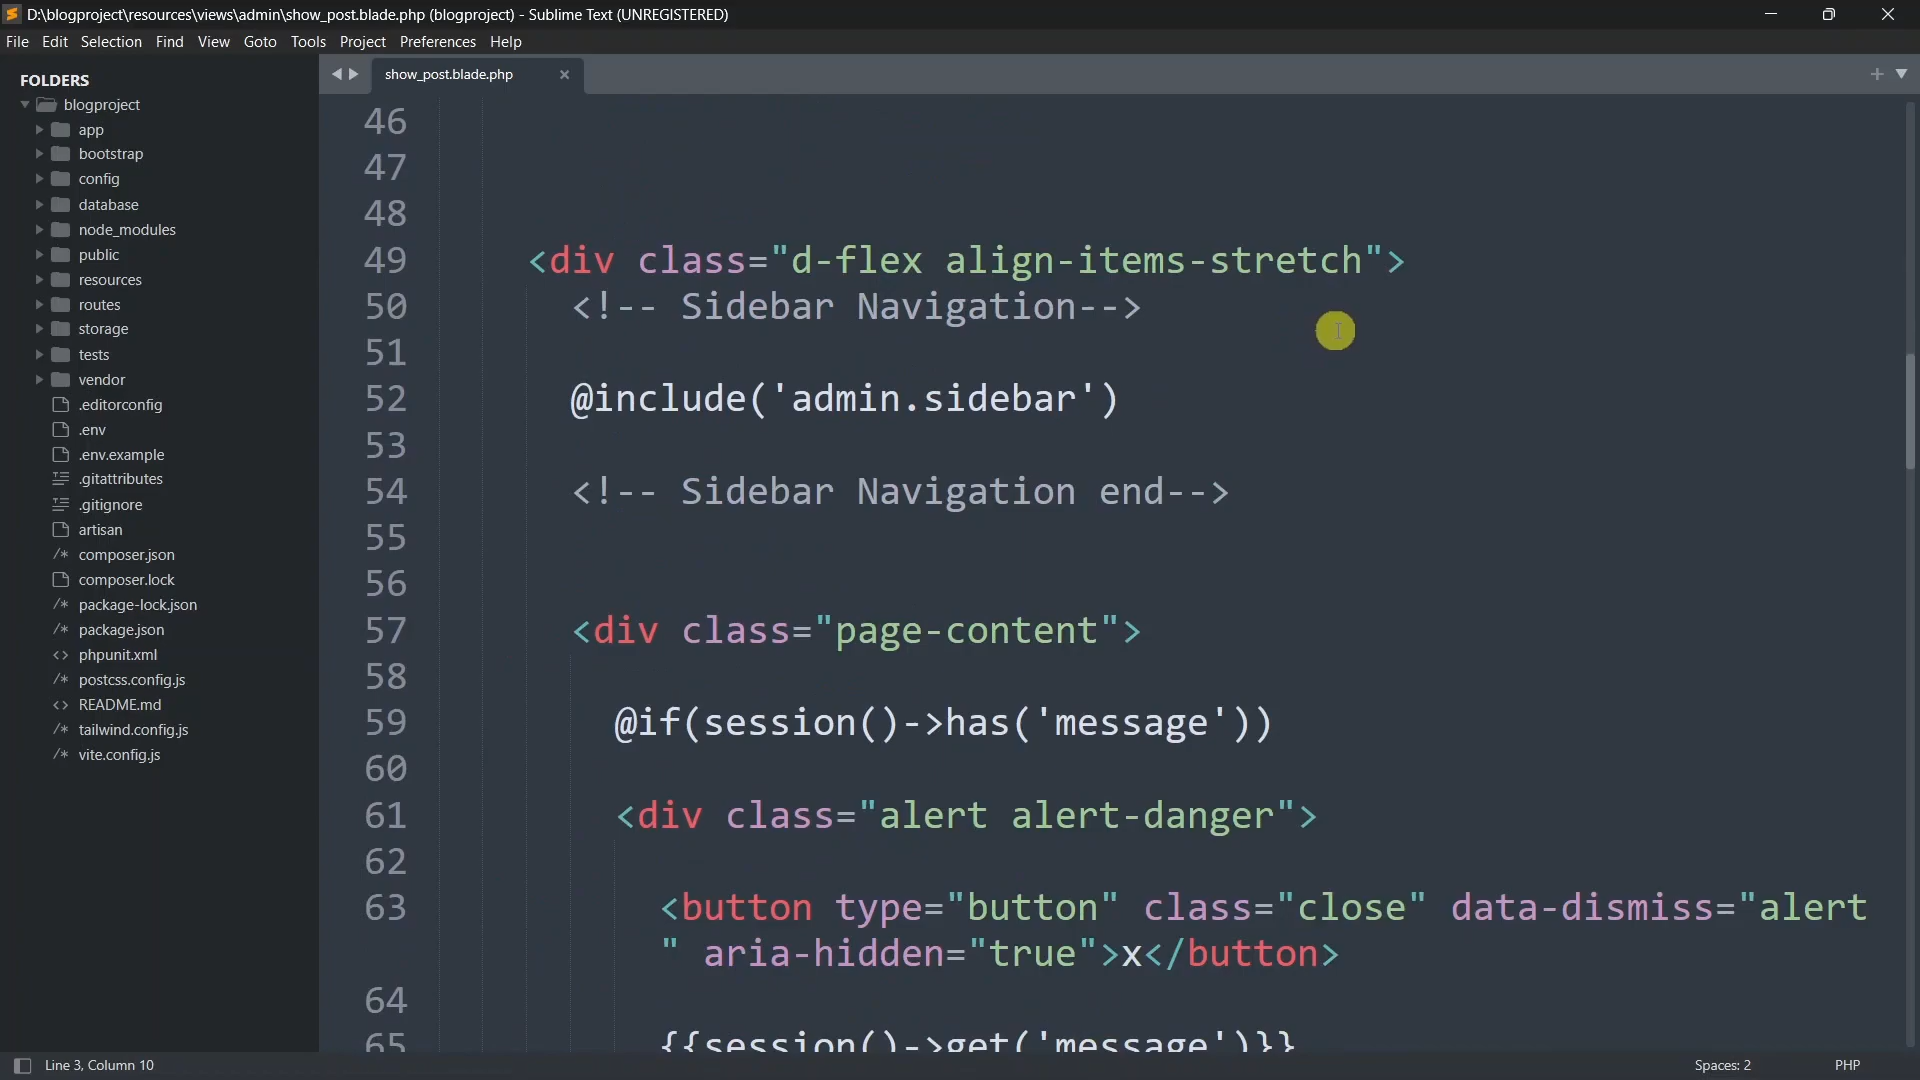 D:\blogproject\resources\views\admin\show_post.blade.php (blogproject) - Sublime Text (UNREGISTERED)
File Edit Selection Find View Goto Tools Project Preferences Help
FOLDERS
blogproject
app
bootstrap
config
database
node_modules
public
resources
routes
storage
tests
vendor
.editorconfig
.env
.env.example
.gitattributes
.gitignore
artisan
composer.json
composer.lock
package-lock.json
package.json
phpunit.xml
postcss.config.js
README.md
tailwind.config.js
vite.config.js
show_post.blade.php
46
47
48
49 <div class="d-flex align-items-stretch">
50 <!-- Sidebar Navigation-->
51
52 @include('admin.sidebar')
53
54 <!-- Sidebar Navigation end-->
55
56
57 <div class="page-content">
58
59 @if(session()->has('message'))
60
61 <div class="alert alert-danger">
62
63 <button type="button" class="close" data-dismiss="alert
" aria-hidden="true">x</button>
64
65 {{session()->get('message')}}
Line 3, Column 10
Spaces: 2
PHP